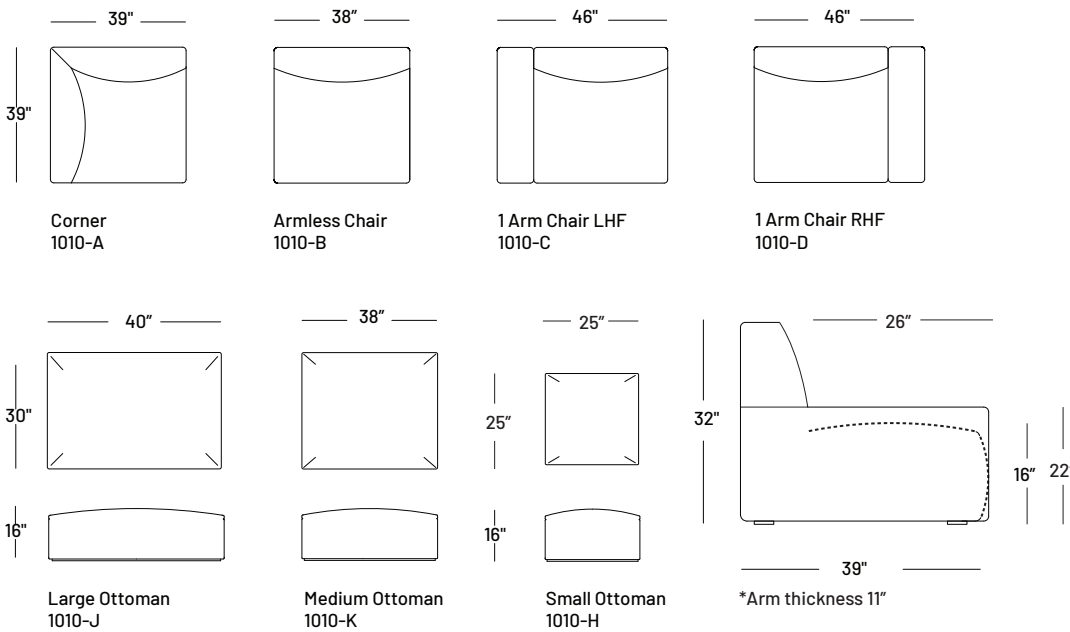 39"
38″
46"
46"
39"
Corner
1010-A
Armless Chair
1010-B
1 Arm Chair LHF
1010-C
1 Arm Chair RHF
1010-D
40″
38″
25″
26″
30"
25″
32"
16″
22
16"
16"
39"
Large Ottoman
1010-J
Medium Ottoman
1010-K
Small Ottoman
1010-H
*Arm thickness 11″